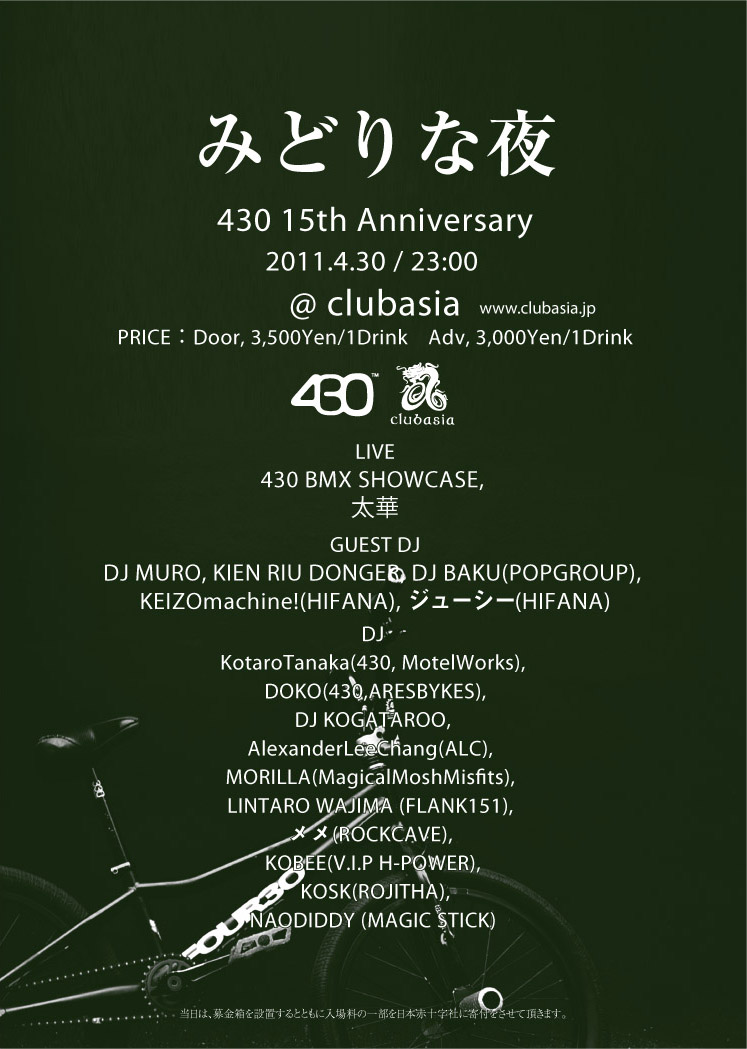 みどりな夜
430 15th Anniversary
2011.4.30 / 23:00
@ clubasia www.clubasia.jp
PRICE：Door, 3,500Yen/1Drink Adv, 3,000Yen/1Drink
430™ clubasia
LIVE
430 BMX SHOWCASE,
太華
GUEST DJ
DJ MURO, KIEN RIU DONGER, DJ BAKU(POPGROUP),
KEIZOmachine!(HIFANA), ジューシー(HIFANA)
DJ
KotaroTanaka(430, MotelWorks),
DOKO(430,ARESBYKES),
DJ KOGATAROO,
AlexanderLeeChang(ALC),
MORILLA(MagicalMoshMisfits),
LINTARO WAJIMA (FLANK151),
メメ(ROCKCAVE),
KOBEE(V.I.P H-POWER),
KOSK(ROJITHA),
NAODIDDY (MAGIC STICK)
FOUR30
当日は、募金箱を設置するとともに入場料の一部を日本赤十字社に寄付をさせて頂きます。